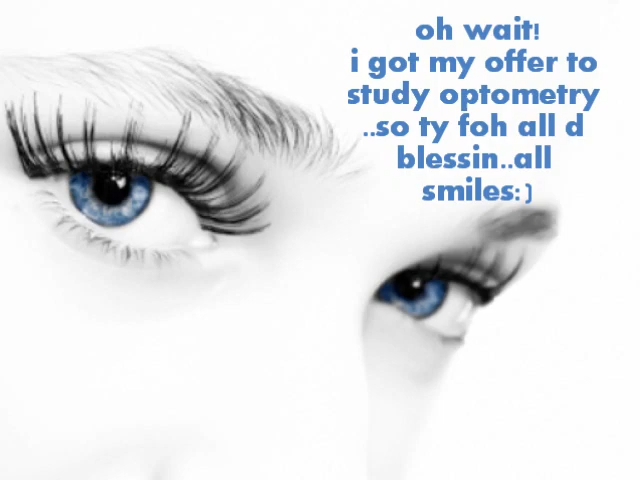 oh wait!
i got my offer to
study optometry
..so ty foh all d
blessin..all
smiles:)